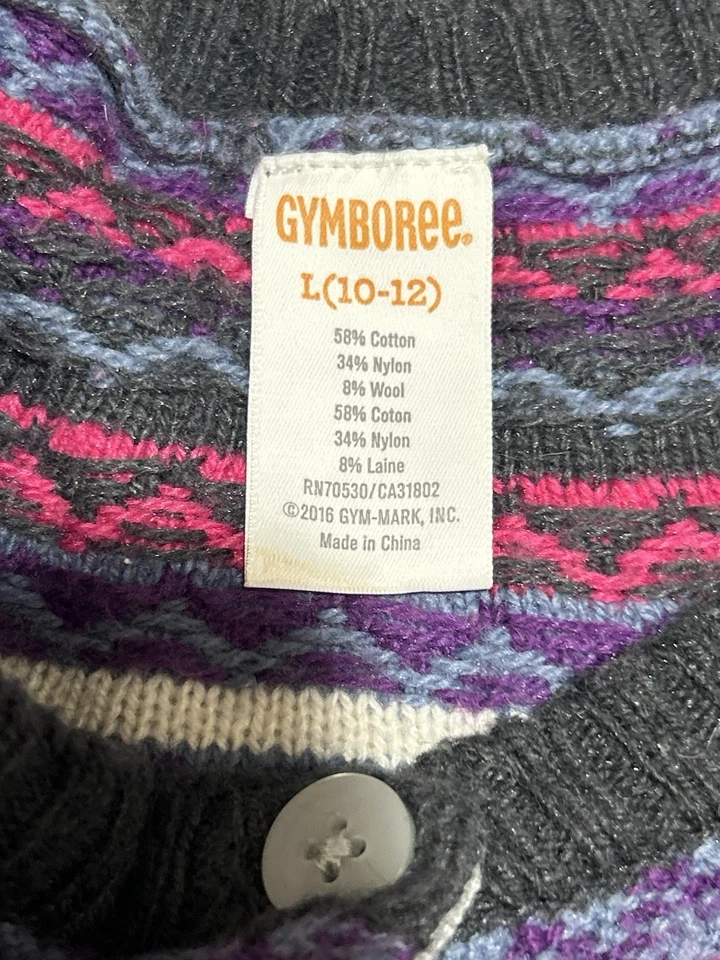 GYMBORee®
L(10-12)
58% Cotton
34% Nylon
8% Wool
58% Coton
34% Nylon
8% Laine
RN70530/CA31802
©2016 GYM-MARK, INC.
Made in China